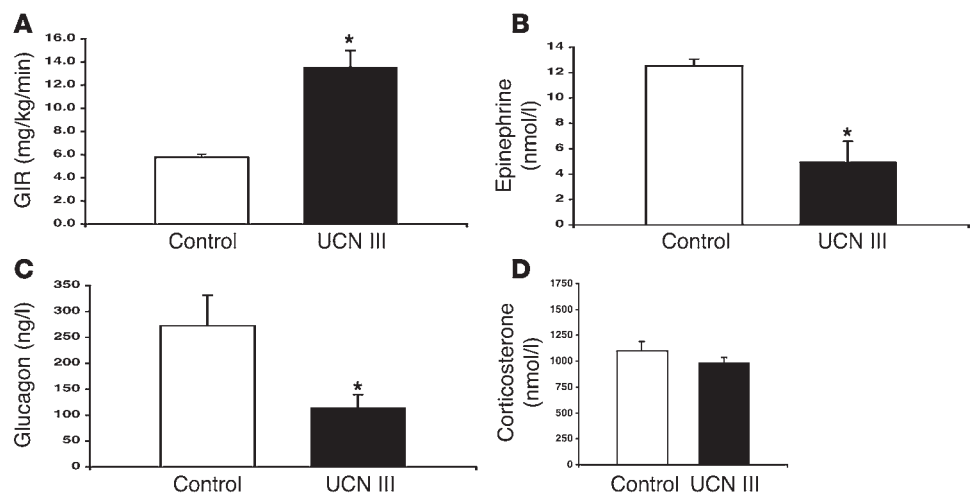 A
GIR (mg/kg/min)
16.0
14.0
12.0
10.0
8.0
6.0
4.0
2.0
0.0
*
Control
UCN III
B
Epinephrine
(nmol/l)
14
12
10
8
6
4
2
0
*
Control
UCN III
C
Glucagon (ng/l)
350
300
250
200
150
100
50
0
*
Control
UCN III
D
Corticosterone
(nmol/l)
1750
1500
1250
1000
750
500
250
0
Control UCN III